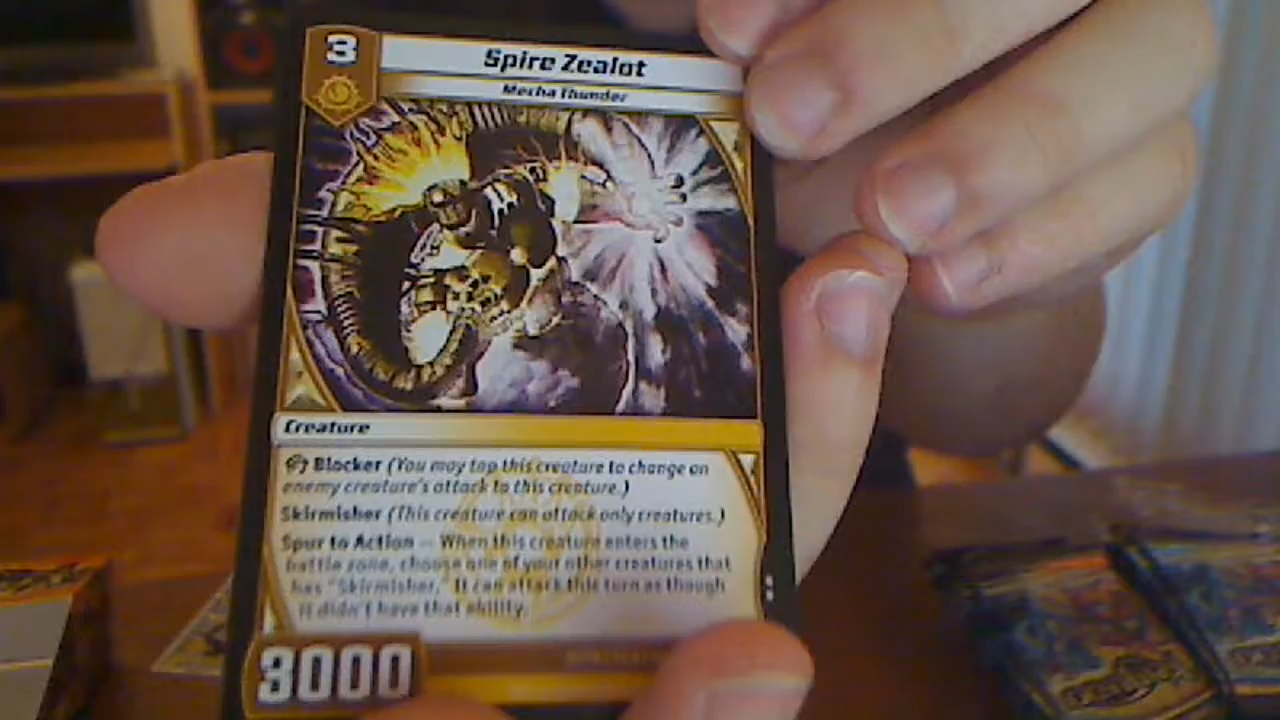 3
Spire Zealot
Mecha Thunder
Creature
Blocker (You may tap this creature to change an
enemy creature's attack to this creature.)
Skirmisher (This creature can attack only creatures.)
Spur to Action — When this creature enters the
battle zone, choose one of your other creatures that
has "Skirmisher." It can attack this turn as though
it didn't have that ability.
3000